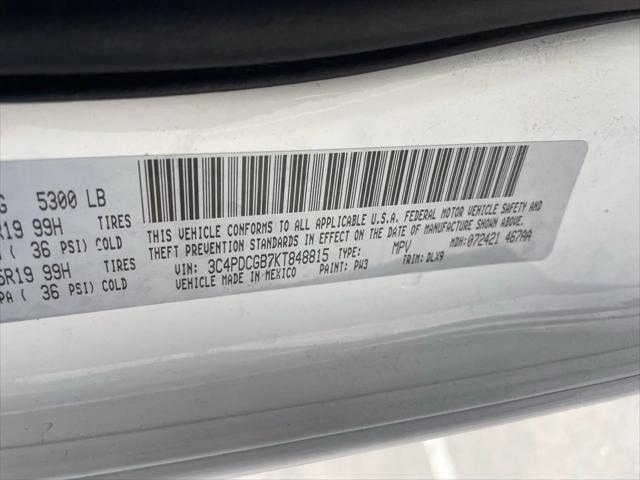 G 5300 LB
R19 99H TIRES
( 36 PSI) COLD
5R19 99H TIRES
PA ( 36 PSI) COLD
THIS VEHICLE CONFORMS TO ALL APPLICABLE U.S.A. FEDERAL MOTOR VEHICLE SAFETY AND
THEFT PREVENTION STANDARDS IN EFFECT ON THE DATE OF MANUFACTURE SHOWN ABOVE.
VIN: 3C4PDCGB7KT848815 TYPE: MPV MDH: 072421 467AA
VEHICLE MADE IN MEXICO PAINT: PW3 TRIM: DLX9